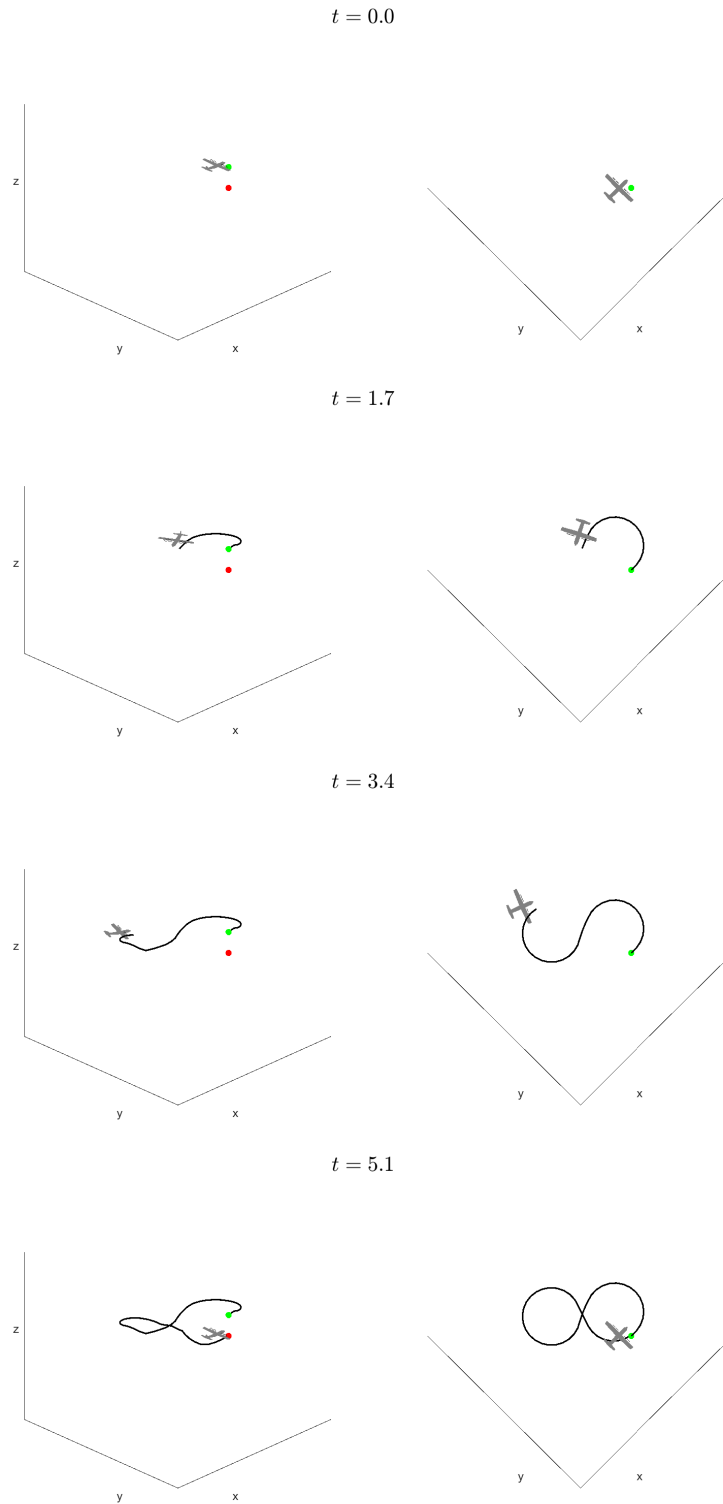 t = 0.0
z
y x
y x
t = 1.7
z
y x
y x
t = 3.4
z
y x
y x
t = 5.1
z
y x
y x